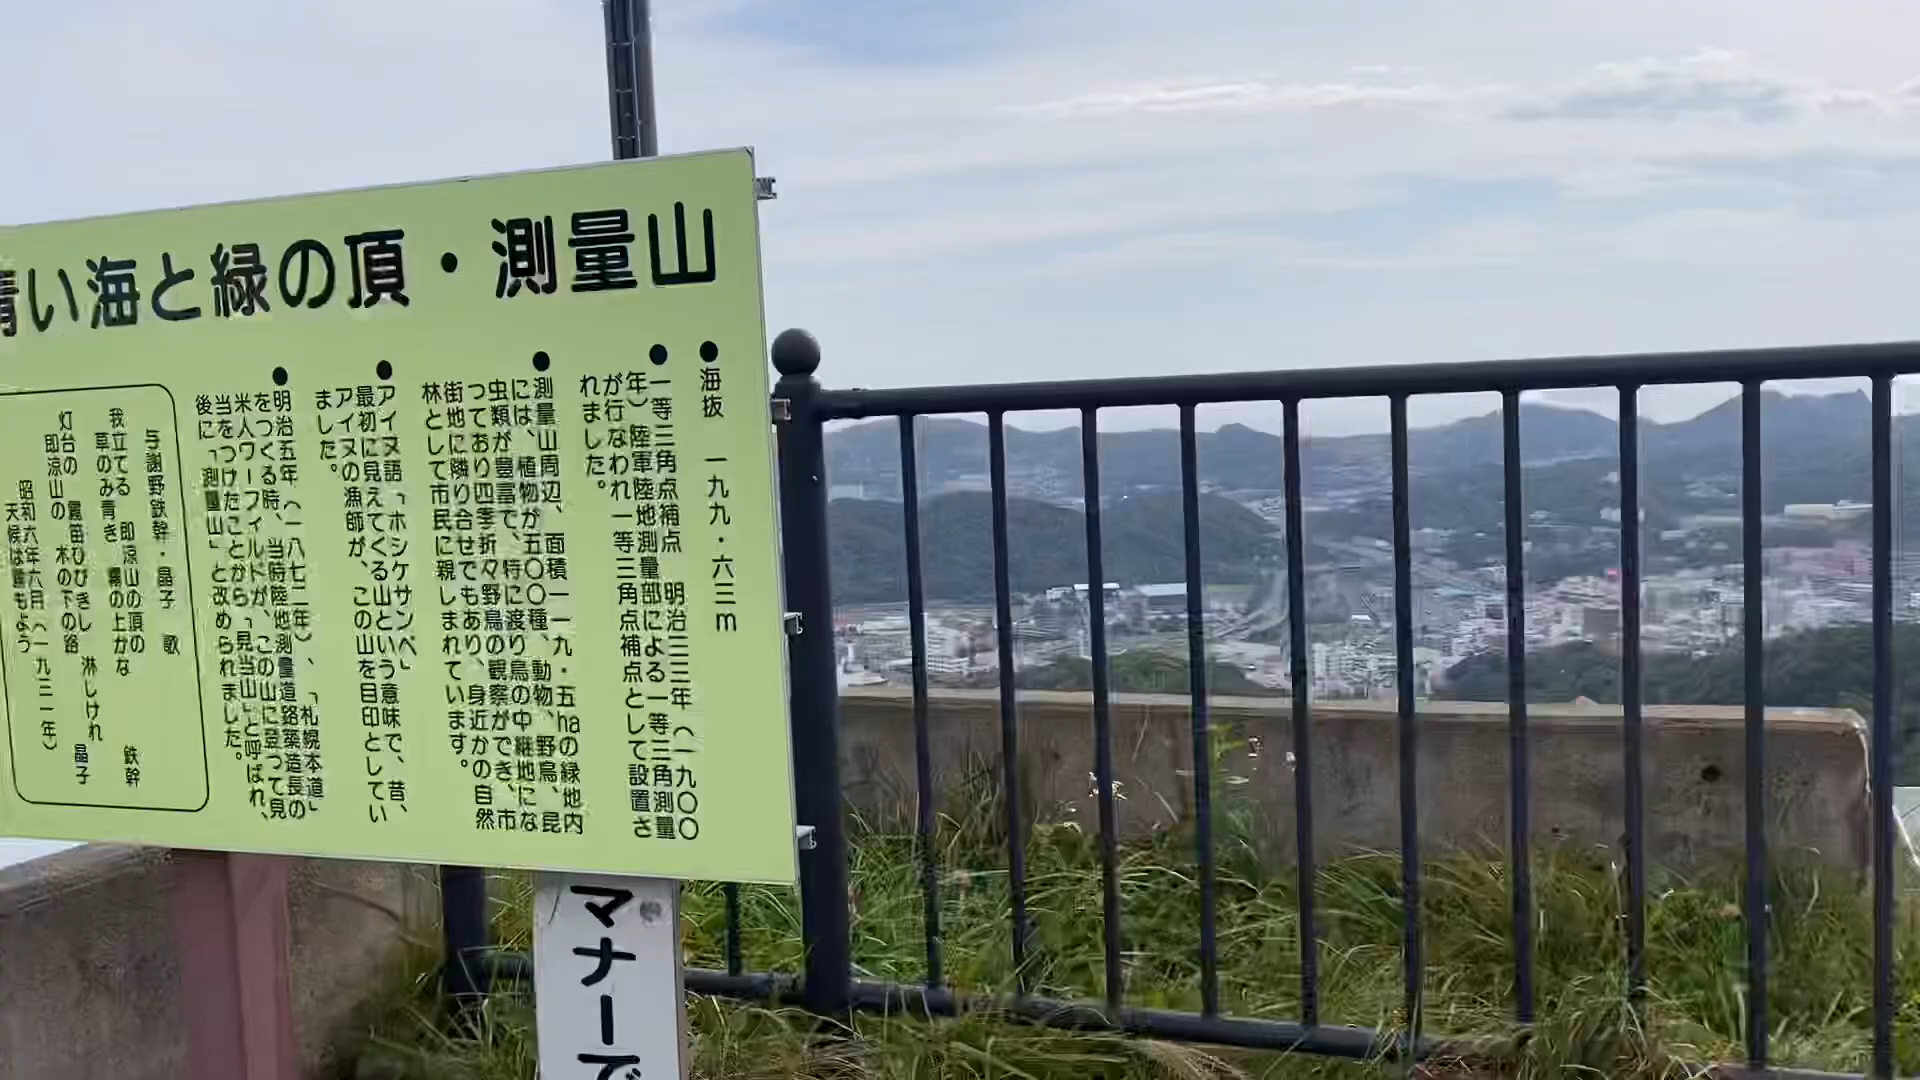 青い海と緑の頂・測量山
●海抜 一九九・六三m
●一等三角点補点 明治三三年(一九〇〇
年)陸軍陸地測量部による一等三角測量
が行なわれ一等三角点補点として設置さ
れました。
●測量山周辺、面積一一九・五haの緑地内
には、植物が五〇〇種、動物、野鳥、昆
虫類が豊富で、特に渡り鳥の中継地にな
っており四季折々野鳥の観察ができ、市
街地に隣り合せでもあり、身近かの自然
林として市民に親しまれています。
●アイヌ語「ホシケサンペ」
最初に見えてくる山という意味で、昔、
アイヌの漁師が、この山を目印としてい
ました。
●明治五年(一八七二年)、「札幌本道」
をつくる時、当時陸地測量道路築造長の
米人ワーフィルドが、この山に登って見
当をつけたことから「見当山」と呼ばれ、
後に「測量山」と改められました。
与謝野鉄幹・晶子 歌
我立てる 即涼山の頂の
草のみ青き 霧の上かな
鉄幹
灯台の 霧笛ひびきし 淋しけれ
即涼山の 木の下の路
晶子
昭和六年六月(一九三一年)
天候は曇もよう
マナーで